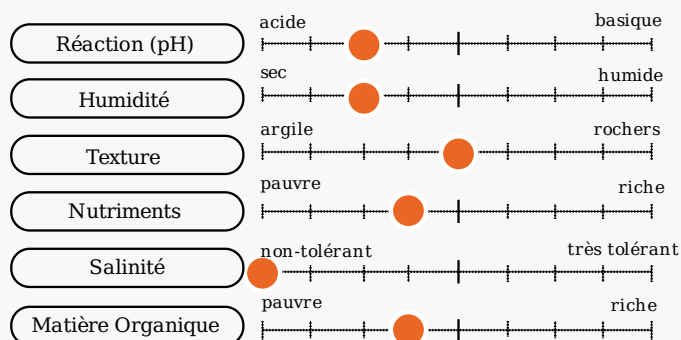 acide
basique
Réaction (pH)
sec
humide
Humidité
argile
rochers
Texture
pauvre
riche
Nutriments
non-tolérant
très tolérant
Salinité
pauvre
riche
Matière Organique